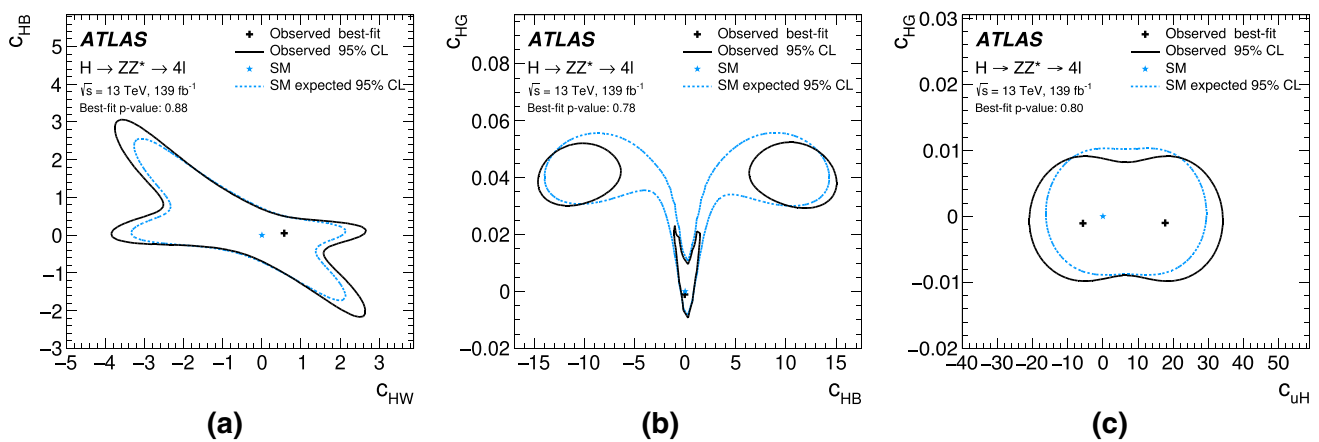 c_HB
5
4
3
2
1
0
−1
−2
−3
ATLAS
H → ZZ* → 4l
√s = 13 TeV, 139 fb⁻¹
Best-fit p-value: 0.88
Observed best-fit
Observed 95% CL
SM
SM expected 95% CL
−5 −4 −3 −2 −1 0 1 2 3
c_HW
(a)
c_HG
0.08
0.06
0.04
0.02
0
−0.02
ATLAS
H → ZZ* → 4l
√s = 13 TeV, 139 fb⁻¹
Best-fit p-value: 0.78
Observed best-fit
Observed 95% CL
SM
SM expected 95% CL
−15 −10 −5 0 5 10 15
c_HB
(b)
c_HG
0.03
0.02
0.01
0
−0.01
−0.02
ATLAS
H → ZZ* → 4l
√s = 13 TeV, 139 fb⁻¹
Best-fit p-value: 0.80
Observed best-fit
Observed 95% CL
SM
SM expected 95% CL
−40 −30 −20 −10 0 10 20 30 40 50
c_uH
(c)